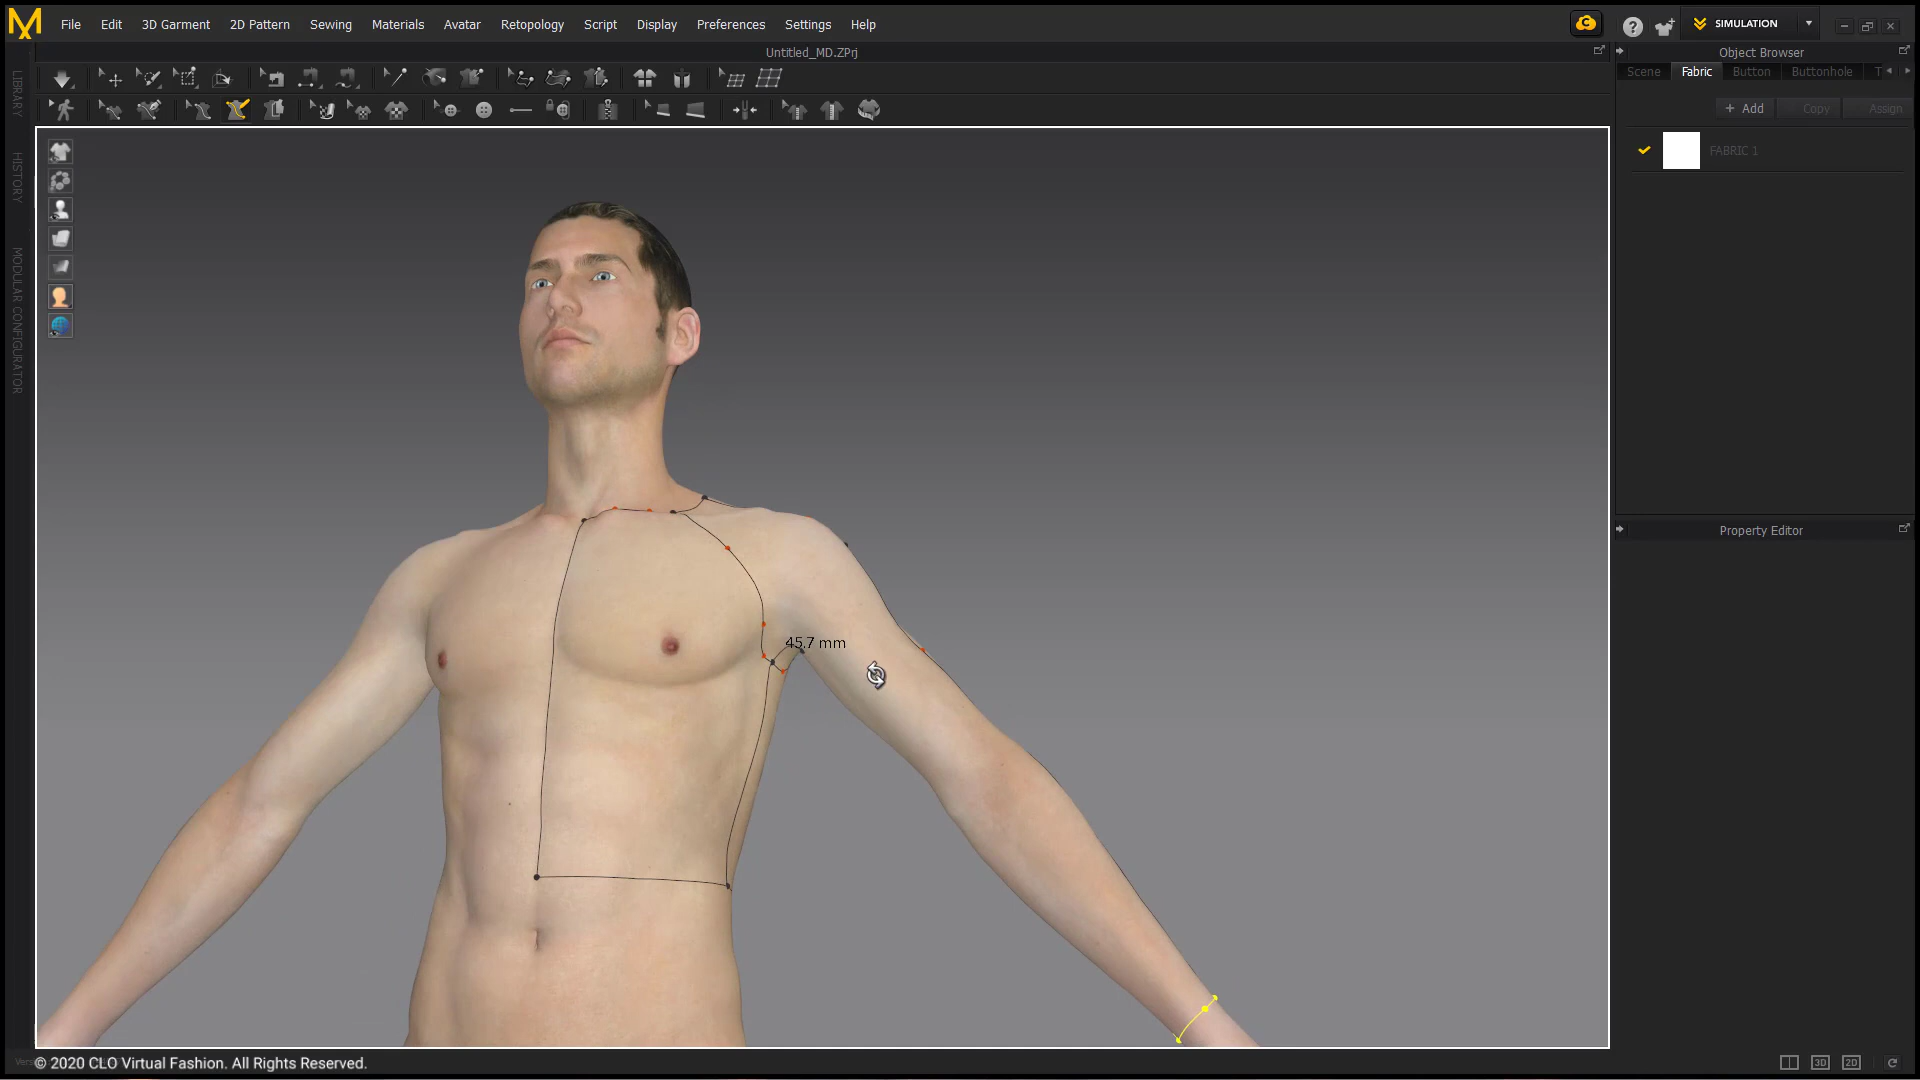 File Edit 3D Garment 2D Pattern Sewing Materials Avatar Retopology Script Display Preferences Settings Help
SIMULATION
Untitled_MD.ZPrj
Object Browser
Scene Fabric Button Buttonhole T
+ Add Copy Assign
FABRIC 1
LIBRARY
HISTORY
MODULAR CONFIGURATOR
Property Editor
45.7 mm
© 2020 CLO Virtual Fashion. All Rights Reserved.
3D 2D